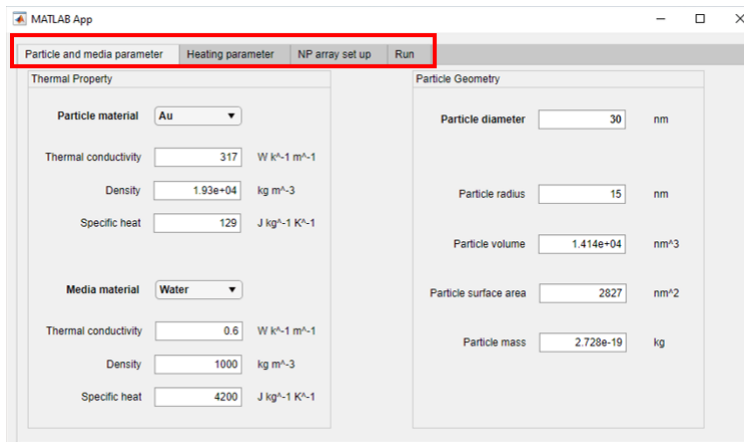 MATLAB App
Particle and media parameter Heating parameter NP array set up Run
Thermal Property
Particle material Au
Thermal conductivity 317 W k^-1 m^-1
Density 1.93e+04 kg m^-3
Specific heat 129 J kg^-1 K^-1
Media material Water
Thermal conductivity 0.6 W k^-1 m^-1
Density 1000 kg m^-3
Specific heat 4200 J kg^-1 K^-1
Particle Geometry
Particle diameter 30 nm
Particle radius 15 nm
Particle volume 1.414e+04 nm^3
Particle surface area 2827 nm^2
Particle mass 2.728e-19 kg